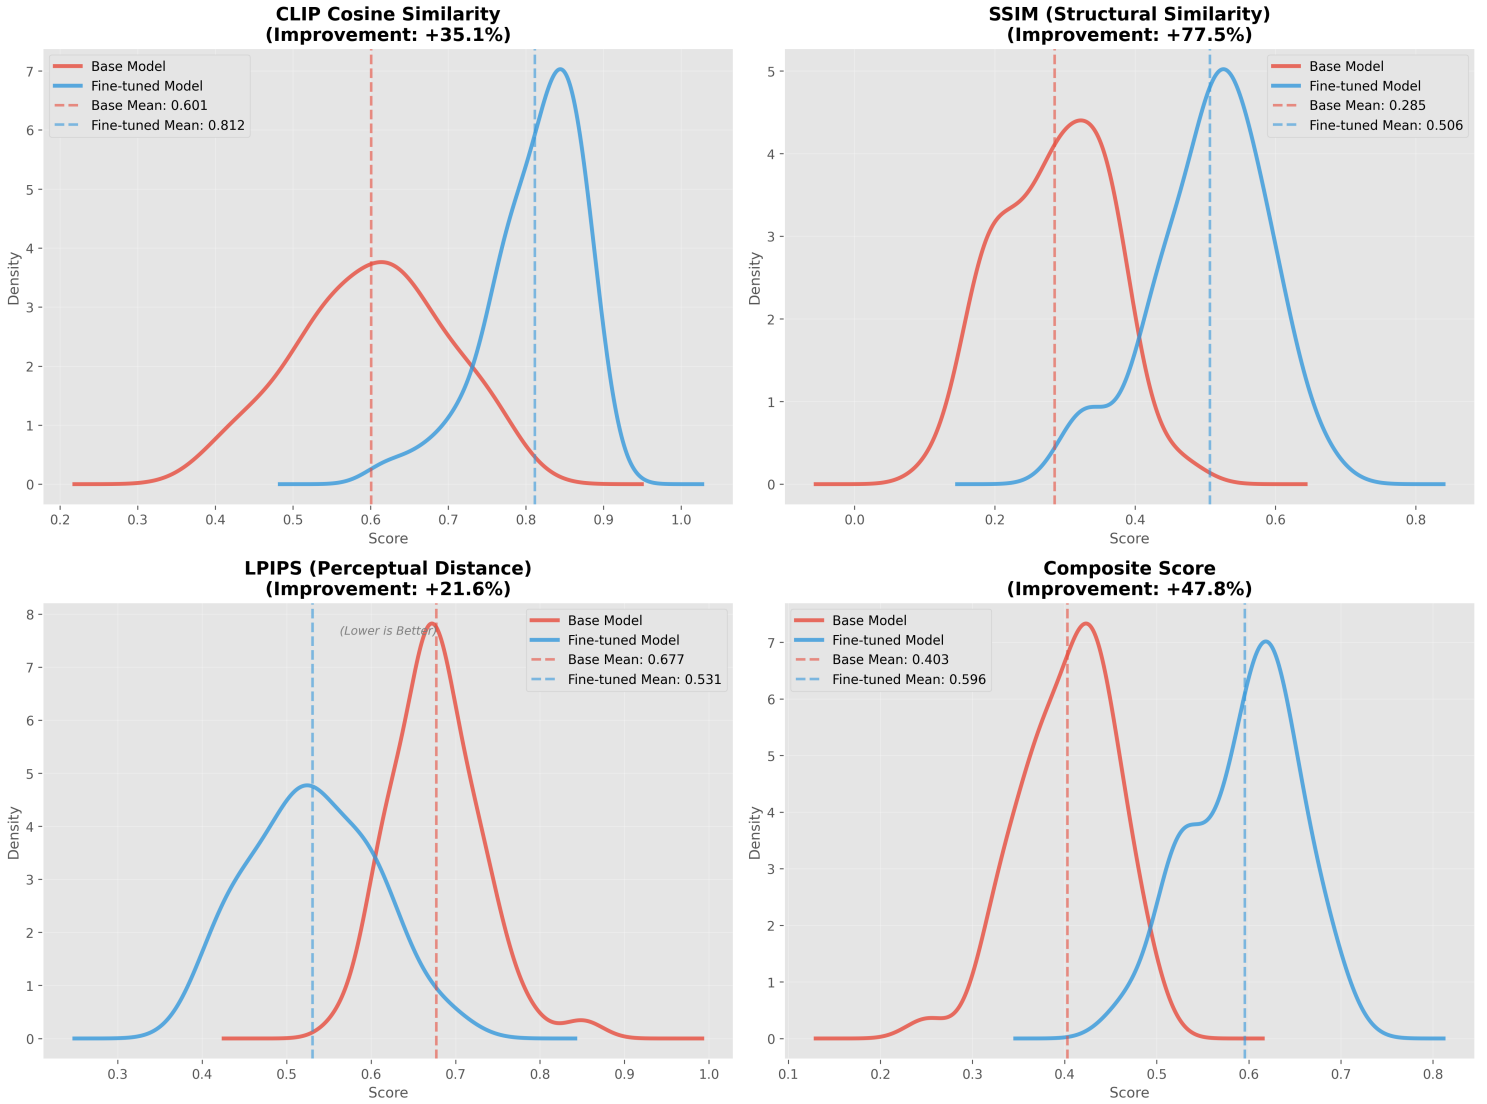 CLIP Cosine Similarity
(Improvement: +35.1%)
Base Model
Fine-tuned Model
Base Mean: 0.601
Fine-tuned Mean: 0.812
Density
7
6
5
4
3
2
1
0
0.2 0.3 0.4 0.5 0.6 0.7 0.8 0.9 1.0
Score
SSIM (Structural Similarity)
(Improvement: +77.5%)
Base Model
Fine-tuned Model
Base Mean: 0.285
Fine-tuned Mean: 0.506
Density
5
4
3
2
1
0
0.0 0.2 0.4 0.6 0.8
Score
LPIPS (Perceptual Distance)
(Improvement: +21.6%)
(Lower is Better)
Base Model
Fine-tuned Model
Base Mean: 0.677
Fine-tuned Mean: 0.531
Density
8
7
6
5
4
3
2
1
0
0.3 0.4 0.5 0.6 0.7 0.8 0.9 1.0
Score
Composite Score
(Improvement: +47.8%)
Base Model
Fine-tuned Model
Base Mean: 0.403
Fine-tuned Mean: 0.596
Density
7
6
5
4
3
2
1
0
0.1 0.2 0.3 0.4 0.5 0.6 0.7 0.8
Score